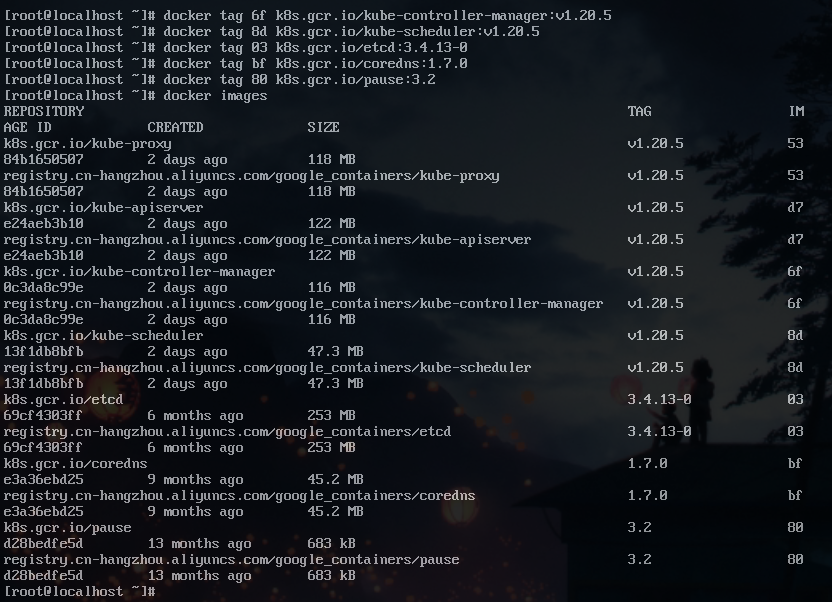 [root@localhost ~]# docker tag 6f k8s.gcr.io/kube-controller-manager:v1.20.5
[root@localhost ~]# docker tag 8d k8s.gcr.io/kube-scheduler:v1.20.5
[root@localhost ~]# docker tag 03 k8s.gcr.io/etcd:3.4.13-0
[root@localhost ~]# docker tag bf k8s.gcr.io/coredns:1.7.0
[root@localhost ~]# docker tag 80 k8s.gcr.io/pause:3.2
[root@localhost ~]# docker images
REPOSITORY TAG IM
AGE ID CREATED SIZE
k8s.gcr.io/kube-proxy v1.20.5 53
84b1650507 2 days ago 118 MB
registry.cn-hangzhou.aliyuncs.com/google_containers/kube-proxy v1.20.5 53
84b1650507 2 days ago 118 MB
k8s.gcr.io/kube-apiserver v1.20.5 d7
e24aeb3b10 2 days ago 122 MB
registry.cn-hangzhou.aliyuncs.com/google_containers/kube-apiserver v1.20.5 d7
e24aeb3b10 2 days ago 122 MB
k8s.gcr.io/kube-controller-manager v1.20.5 6f
0c3da8c99e 2 days ago 116 MB
registry.cn-hangzhou.aliyuncs.com/google_containers/kube-controller-manager v1.20.5 6f
0c3da8c99e 2 days ago 116 MB
k8s.gcr.io/kube-scheduler v1.20.5 8d
13f1db8bfb 2 days ago 47.3 MB
registry.cn-hangzhou.aliyuncs.com/google_containers/kube-scheduler v1.20.5 8d
13f1db8bfb 2 days ago 47.3 MB
k8s.gcr.io/etcd 3.4.13-0 03
69cf4303ff 6 months ago 253 MB
registry.cn-hangzhou.aliyuncs.com/google_containers/etcd 3.4.13-0 03
69cf4303ff 6 months ago 253 MB
k8s.gcr.io/coredns 1.7.0 bf
e3a36ebd25 9 months ago 45.2 MB
registry.cn-hangzhou.aliyuncs.com/google_containers/coredns 1.7.0 bf
e3a36ebd25 9 months ago 45.2 MB
k8s.gcr.io/pause 3.2 80
d28bedfe5d 13 months ago 683 kB
registry.cn-hangzhou.aliyuncs.com/google_containers/pause 3.2 80
d28bedfe5d 13 months ago 683 kB
[root@localhost ~]#